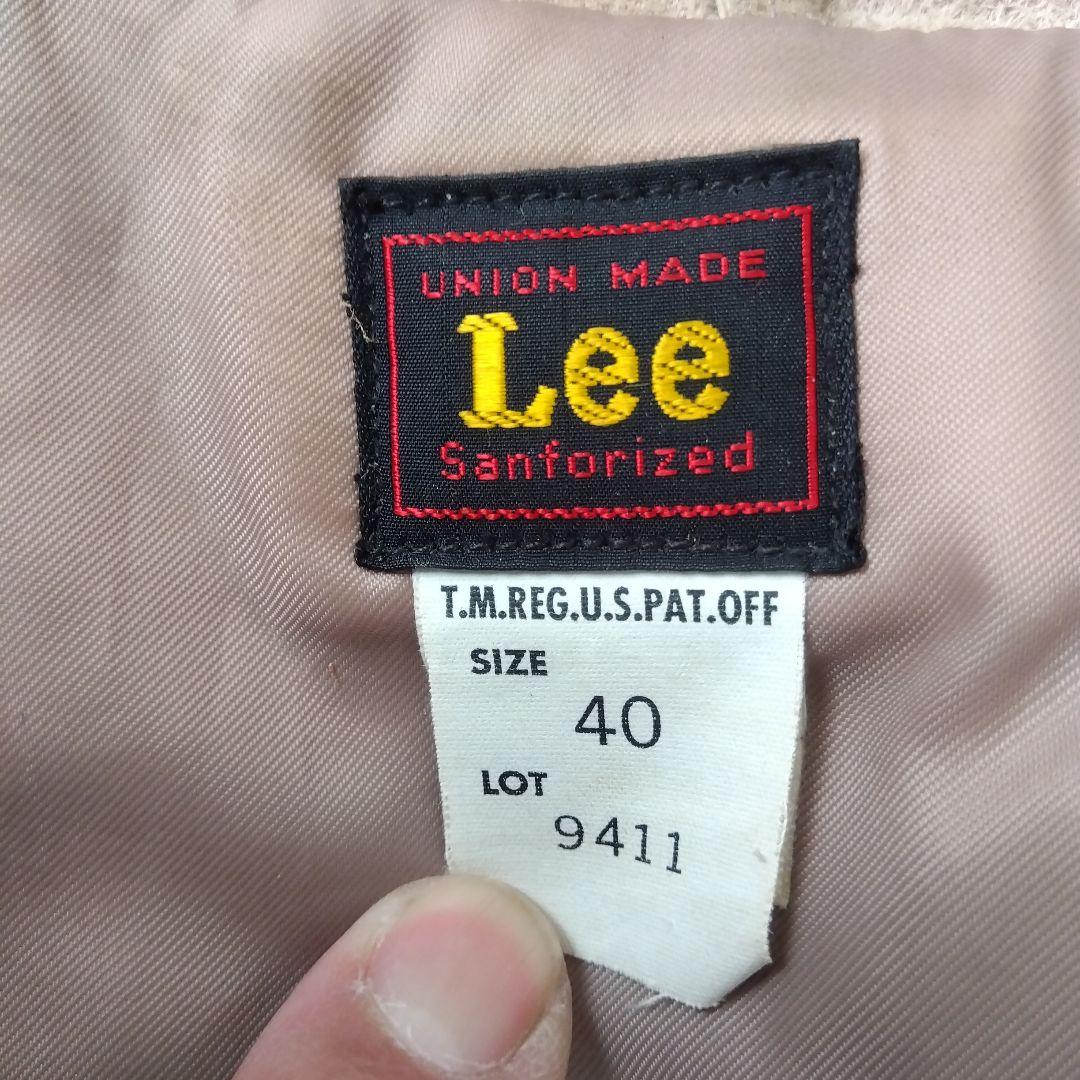 UNION MADE
Lee
Sanforized
T.M.REG.U.S.PAT.OFF
SIZE
40
LOT
9411